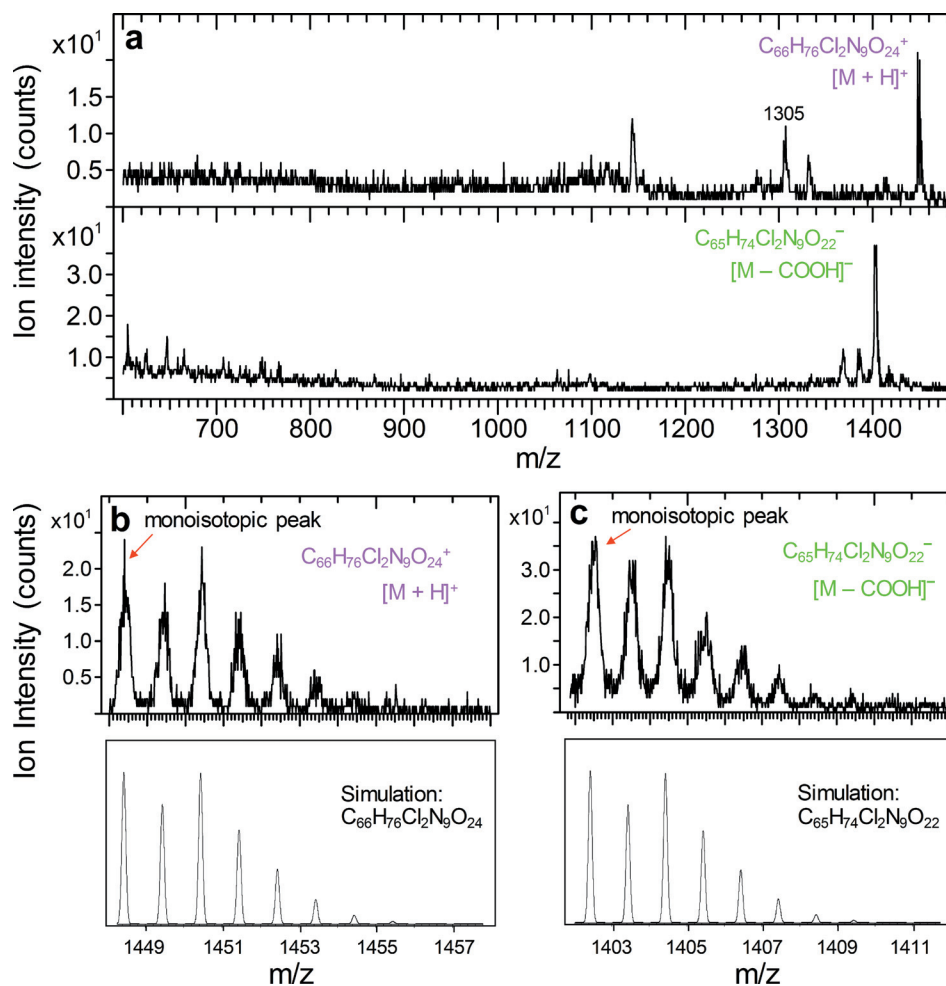 a
x10¹
2.0
1.5
1.0
0.5
C₆₆H₇₆Cl₂N₉O₂₄⁺
[M + H]⁺
1305
Ion intensity (counts)
x10¹
3.0
2.0
1.0
C₆₅H₇₄Cl₂N₉O₂₂⁻
[M – COOH]⁻
700 800 900 1000 1100 1200 1300 1400
m/z
b
x10¹
monoisotopic peak
C₆₆H₇₆Cl₂N₉O₂₄⁺
[M + H]⁺
2.0
1.5
1.0
0.5
Ion Intensity (counts)
Simulation:
C₆₆H₇₆Cl₂N₉O₂₄
1449 1451 1453 1455 1457
m/z
c
x10¹
monoisotopic peak
C₆₅H₇₄Cl₂N₉O₂₂⁻
[M – COOH]⁻
3.0
2.0
1.0
Simulation:
C₆₅H₇₄Cl₂N₉O₂₂
1403 1405 1407 1409 1411
m/z